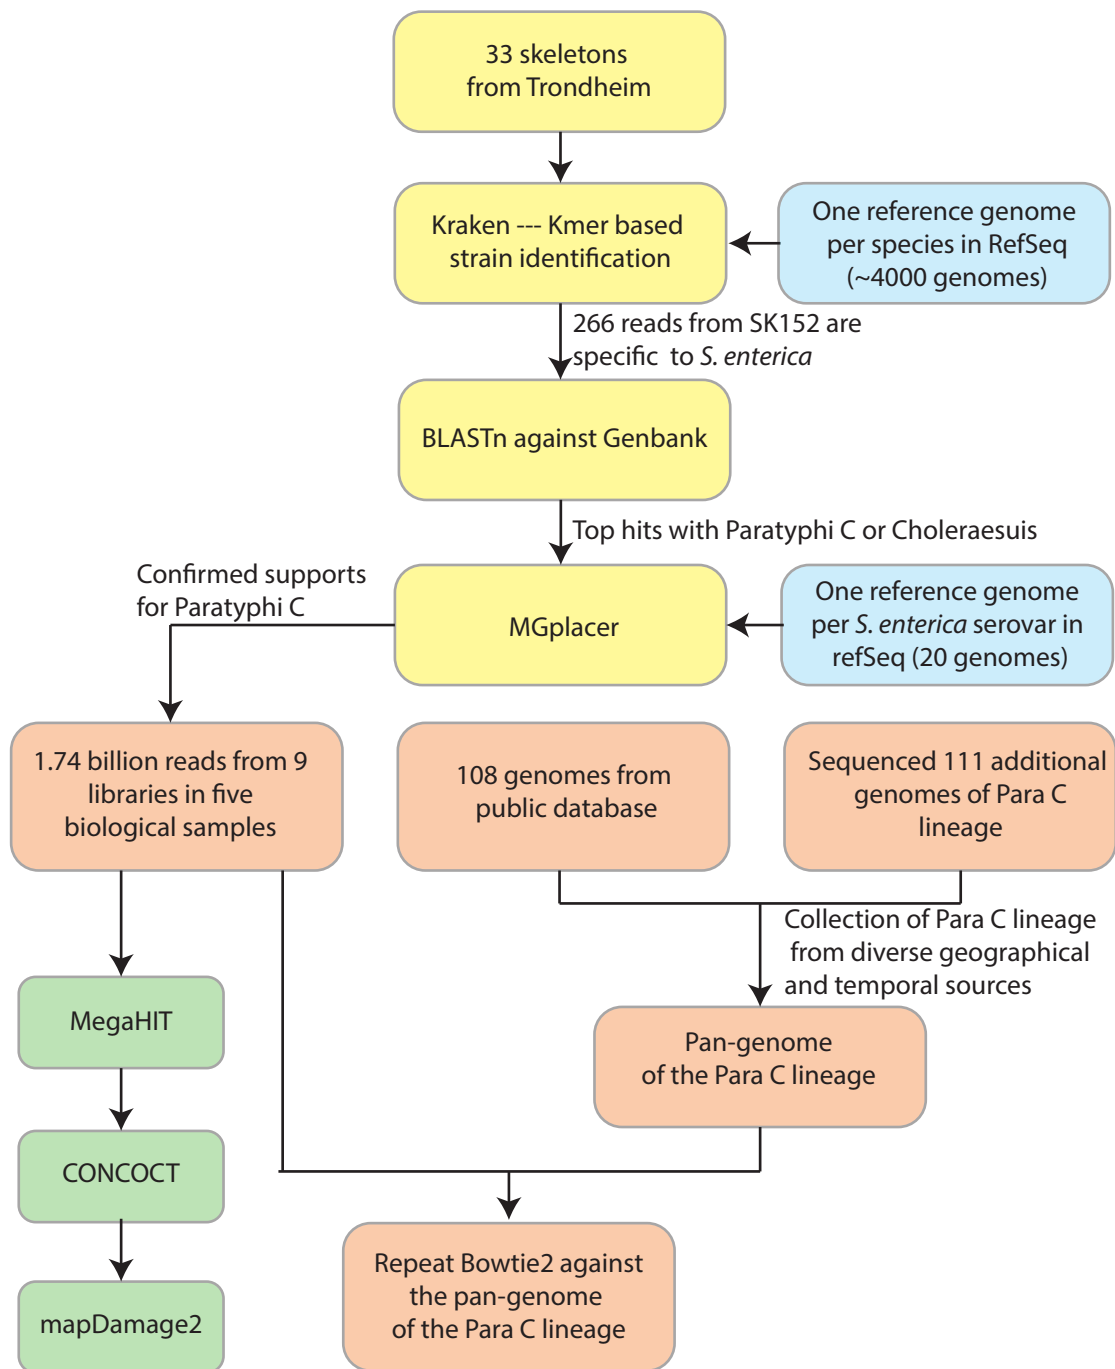 33 skeletons
from Trondheim
Kraken --- Kmer based
strain identification
One reference genome
per species in RefSeq
(~4000 genomes)
266 reads from SK152 are
specific to S. enterica
BLASTn against Genbank
Top hits with Paratyphi C or Choleraesuis
Confirmed supports
for Paratyphi C
MGplacer
One reference genome
per S. enterica serovar in
refSeq (20 genomes)
1.74 billion reads from 9
libraries in five
biological samples
108 genomes from
public database
Sequenced 111 additional
genomes of Para C
lineage
Collection of Para C lineage
from diverse geographical
and temporal sources
MegaHIT
Pan-genome
of the Para C lineage
CONCOCT
Repeat Bowtie2 against
the pan-genome
of the Para C lineage
mapDamage2